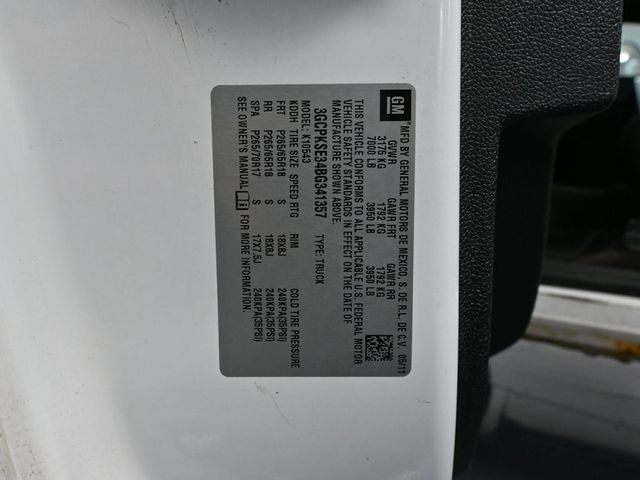 GM
MFD BY GENERAL MOTORS DE MEXICO, S. DE R.L. DE C.V. 05/11
GVWR GAWR FRT GAWR RR
3175 KG 1792 KG 1792 KG
7000 LB 3950 LB 3950 LB
THIS VEHICLE CONFORMS TO ALL APPLICABLE U.S. FEDERAL MOTOR
VEHICLE SAFETY STANDARDS IN EFFECT ON THE DATE OF
MANUFACTURE SHOWN ABOVE.
3GCPKSE34BG341357 TYPE: TRUCK
MODEL: K10543
KDDH TIRE SIZE SPEED RTG RIM COLD TIRE PRESSURE
FRT P265/65R18 S 18X8J 240KPA(35PSI)
RR P265/65R18 S 18X8J 240KPA(35PSI)
SPA P265/70R17 S 17X7.5J 240KPA(35PSI)
SEE OWNER'S MANUAL FOR MORE INFORMATION.